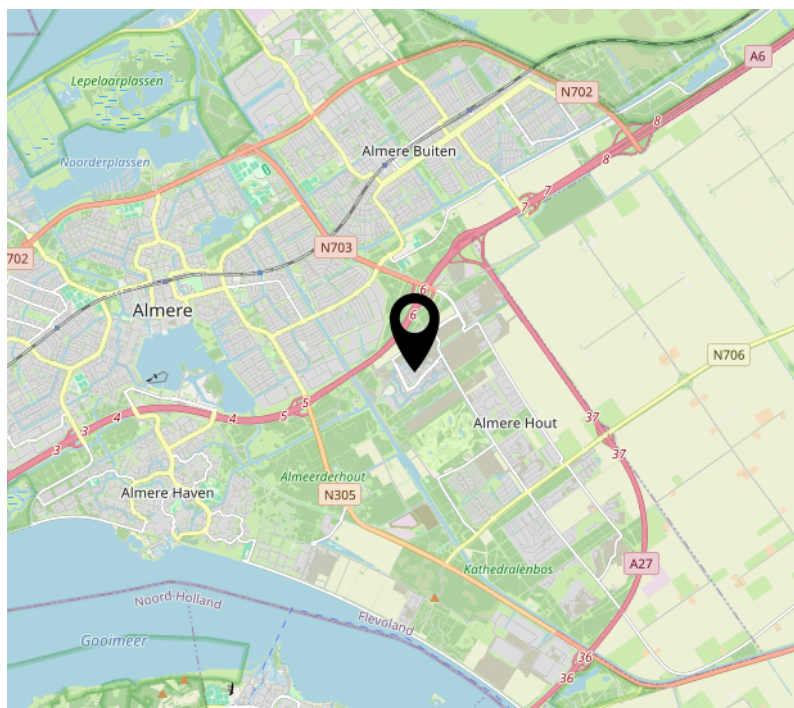 A6
Lepelaarplassen
N702
8
Almere Buiten
8
Noorderplassen
7
7
N703
702
6
6
Almere
N706
3
3
4
4
5
5
Almere Hout
37
37
Almeerderhout
Almere Haven
N305
A27
Kathedralenbos
Noord-Holland
Flevoland
Gooimeer
36
36